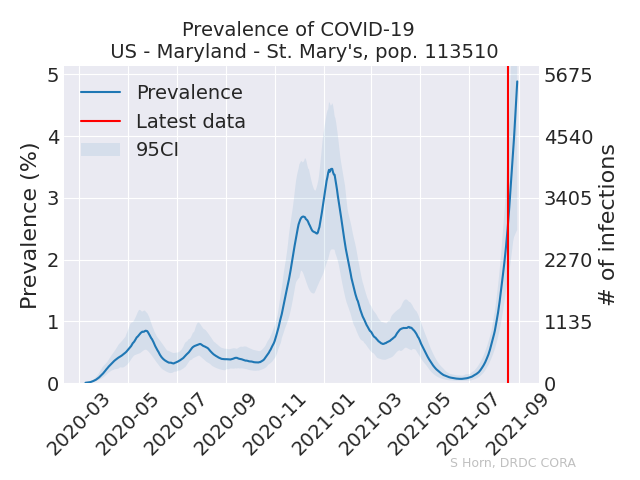 Prevalence of COVID-19
US - Maryland - St. Mary's, pop. 113510
Prevalence
Latest data
95CI
Prevalence (%)
5
4
3
2
1
0
5675
4540
3405
2270
1135
0
# of infections
2020-03
2020-05
2020-07
2020-09
2020-11
2021-01
2021-03
2021-05
2021-07
2021-09
S Horn, DRDC CORA